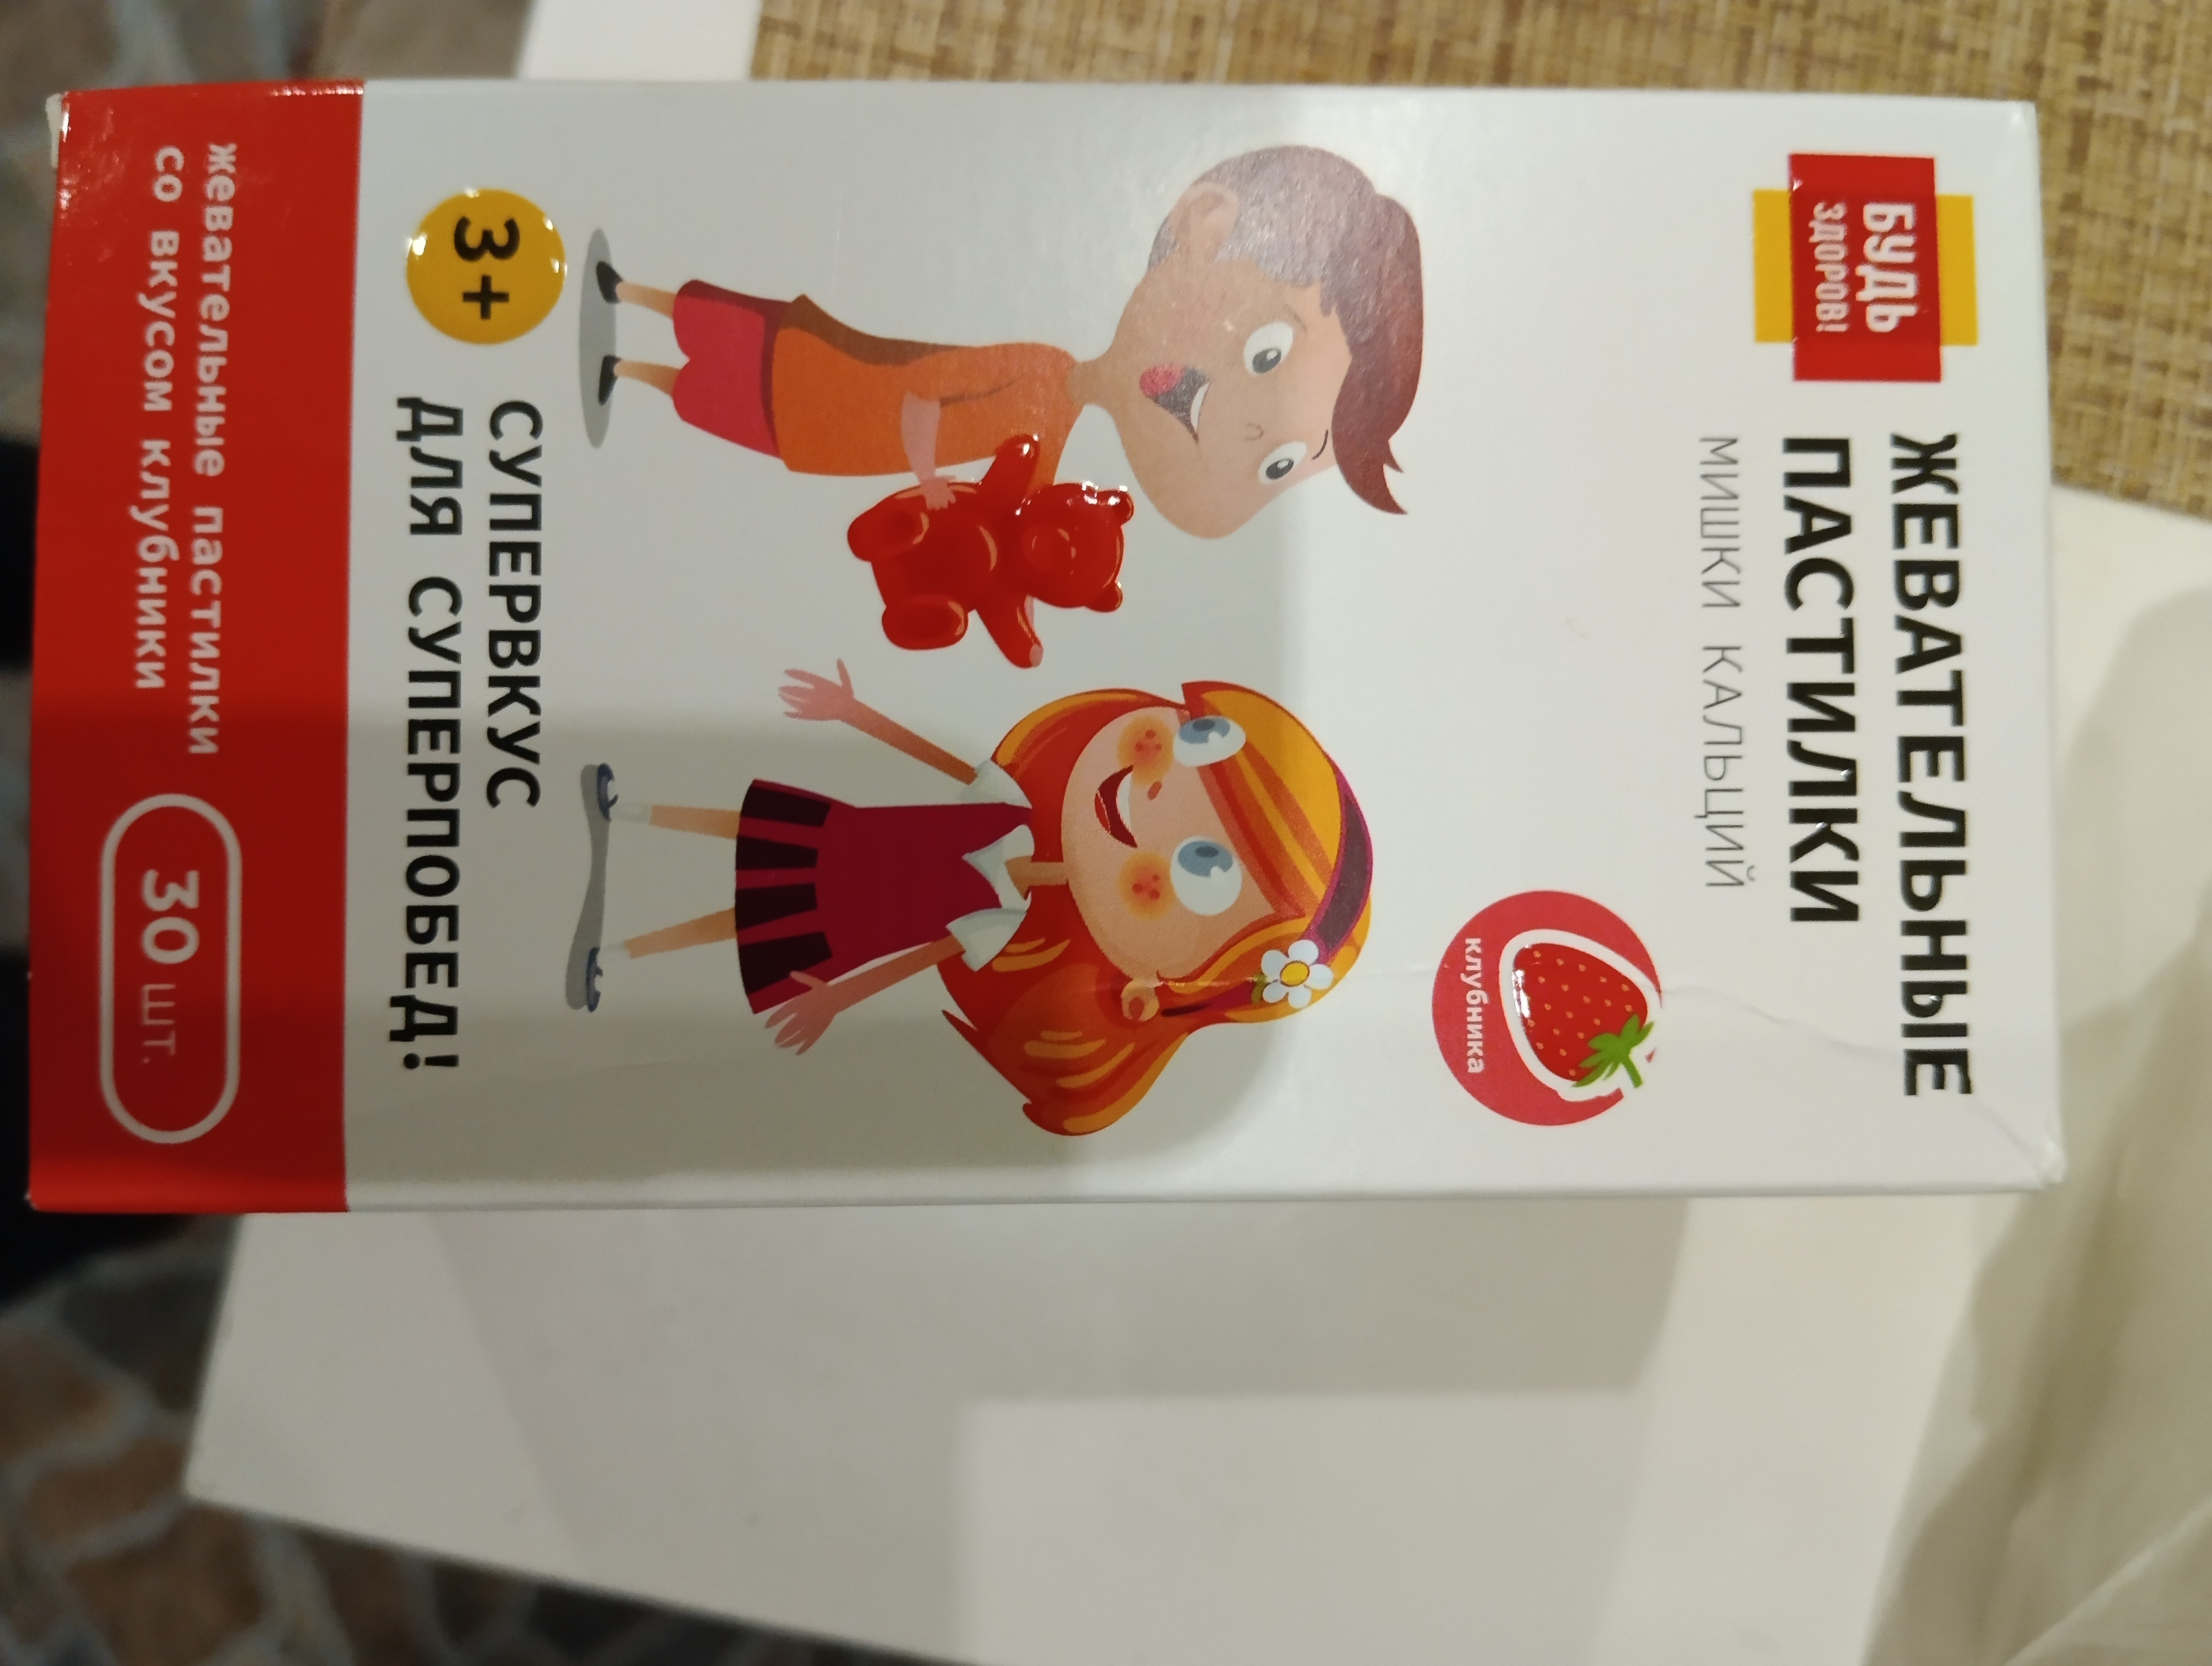 БУДЬ
ЗДОРОВ!
ЖЕВАТЕЛЬНЫЕ
ПАСТИЛКИ
МИШКИ КАЛЬЦИЙ
клубника
3+
СУПЕРВКУС
ДЛЯ СУПЕРПОБЕД!
жевательные пастилки
со вкусом клубники
30 шт.